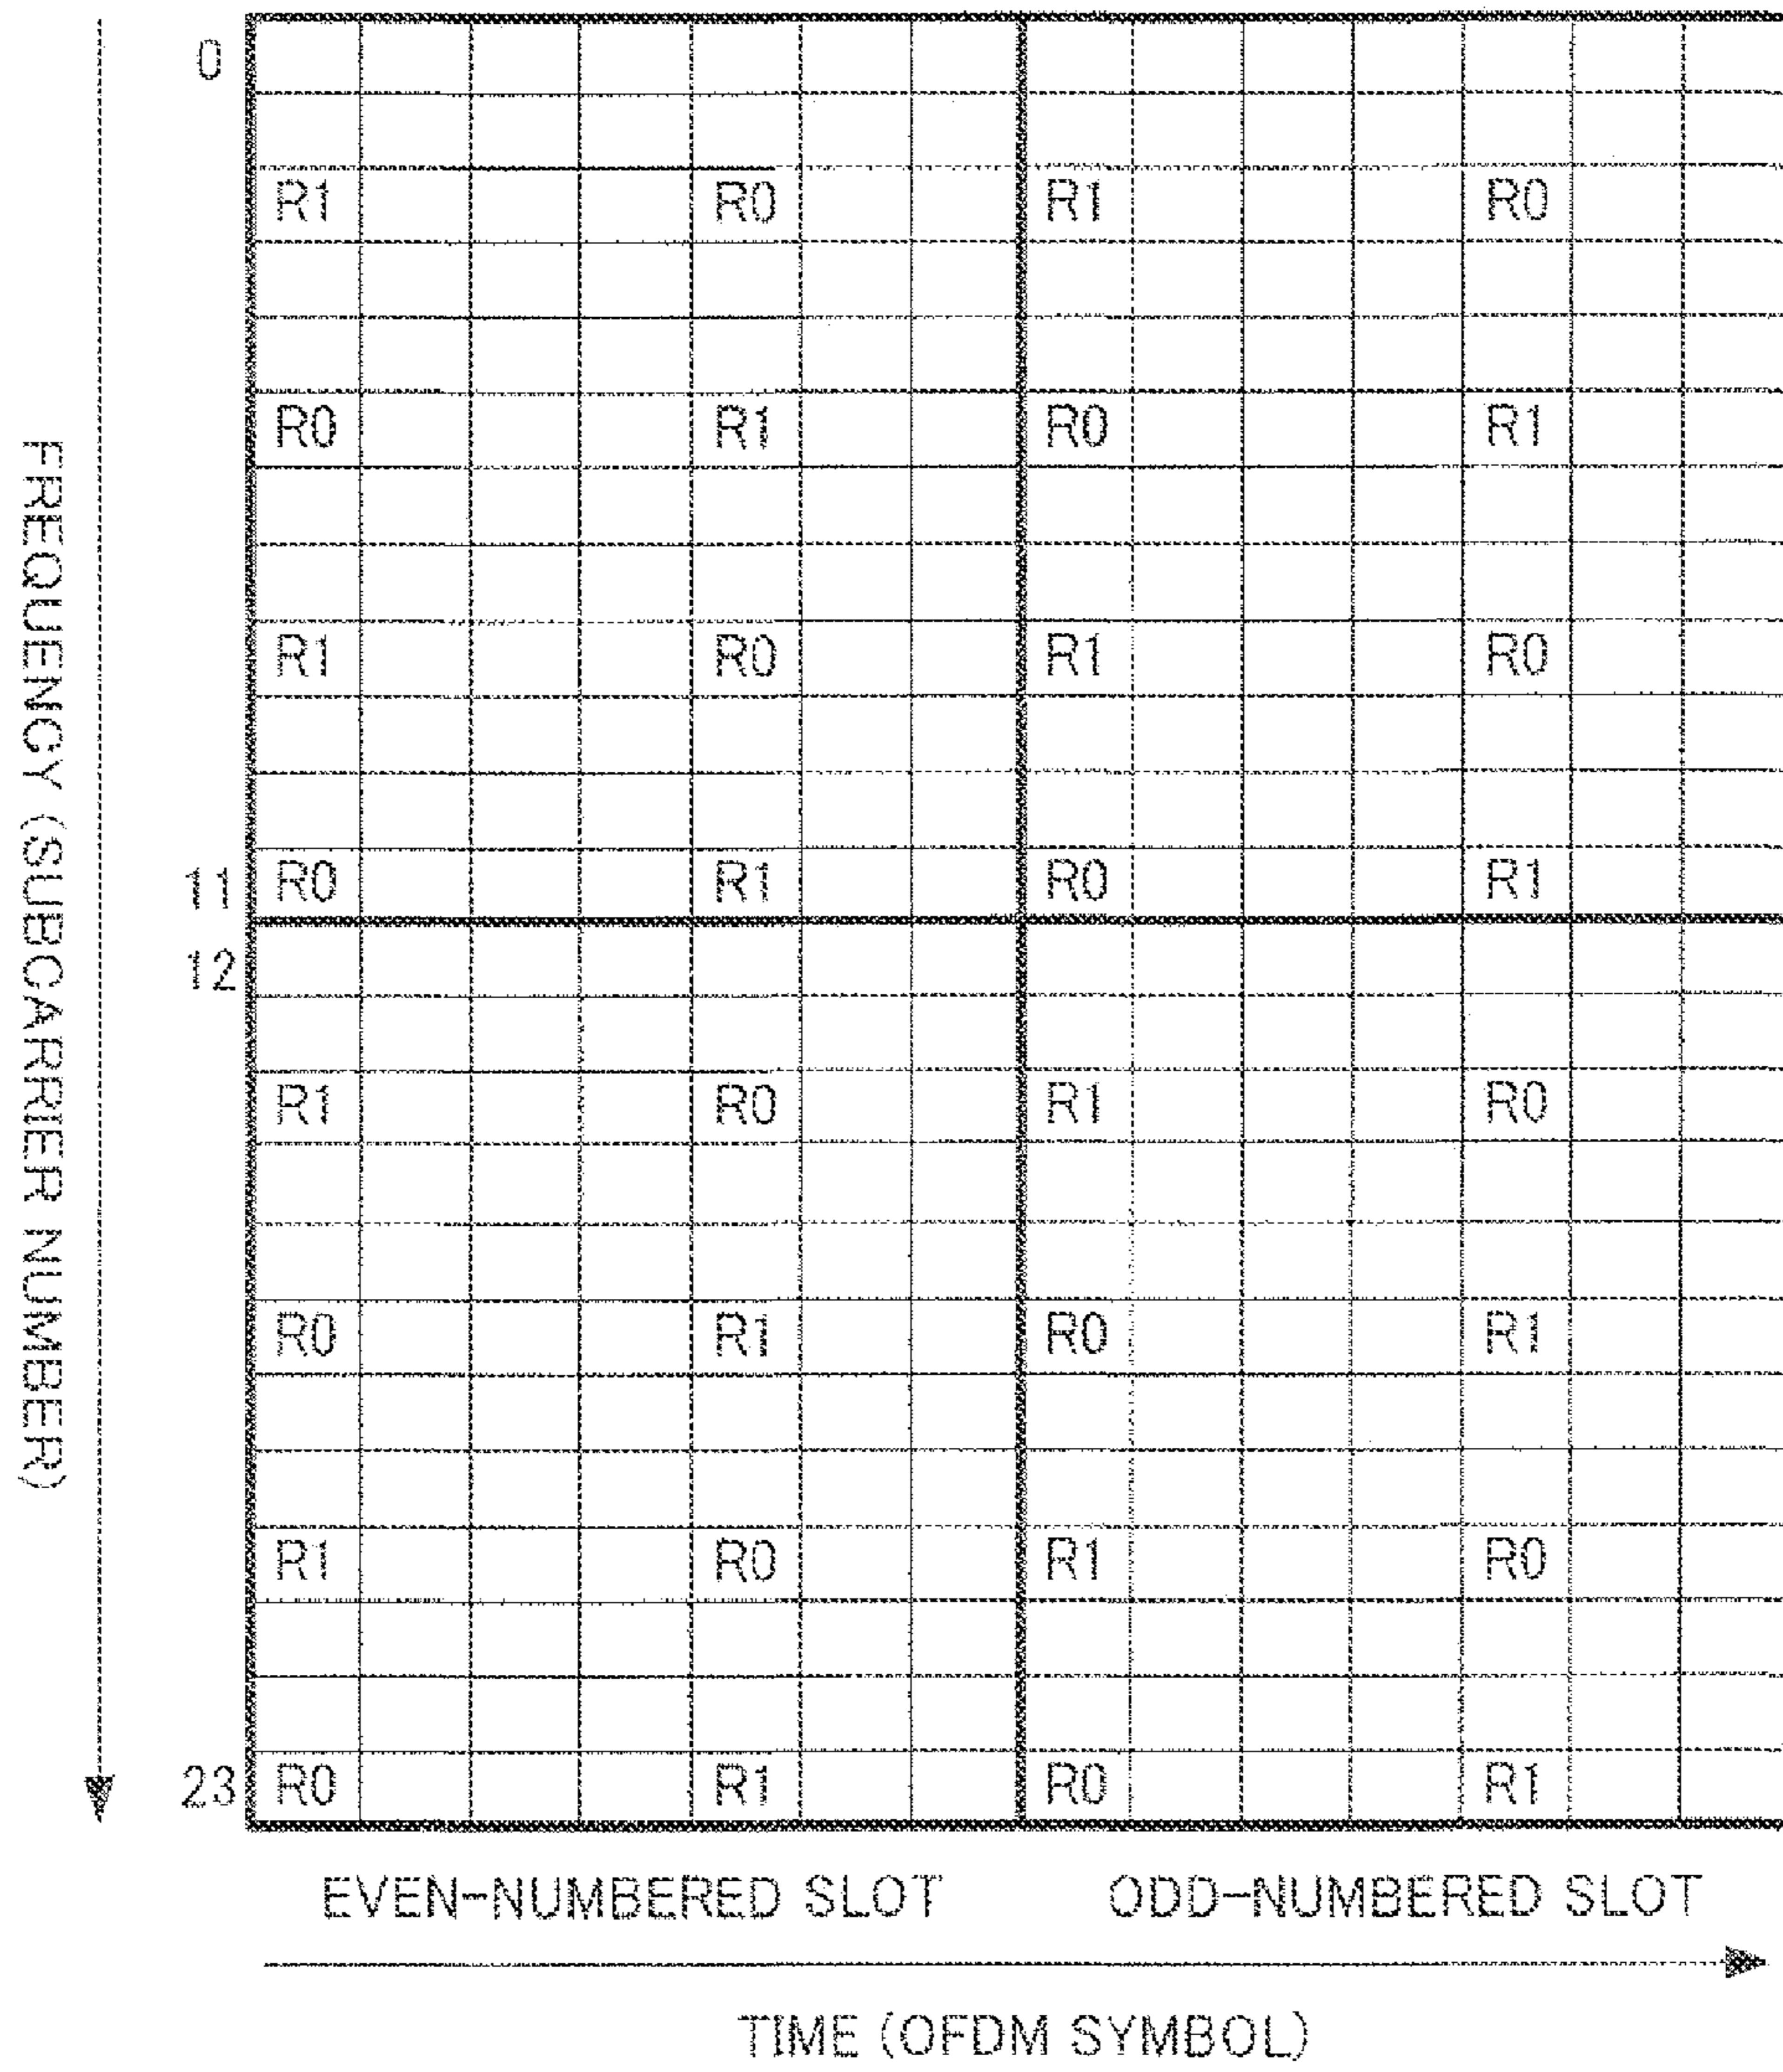 0
R1 R0 R1 R0
R0 R1 R0 R1
R1 R0 R1 R0
11 R0 R1 R0 R1
12
R1 R0 R1 R0
R0 R1 R0 R1
R1 R0 R1 R0
23 R0 R1 R0 R1
FREQUENCY (SUBCARRIER NUMBER)
EVEN-NUMBERED SLOT ODD-NUMBERED SLOT
TIME (OFDM SYMBOL)